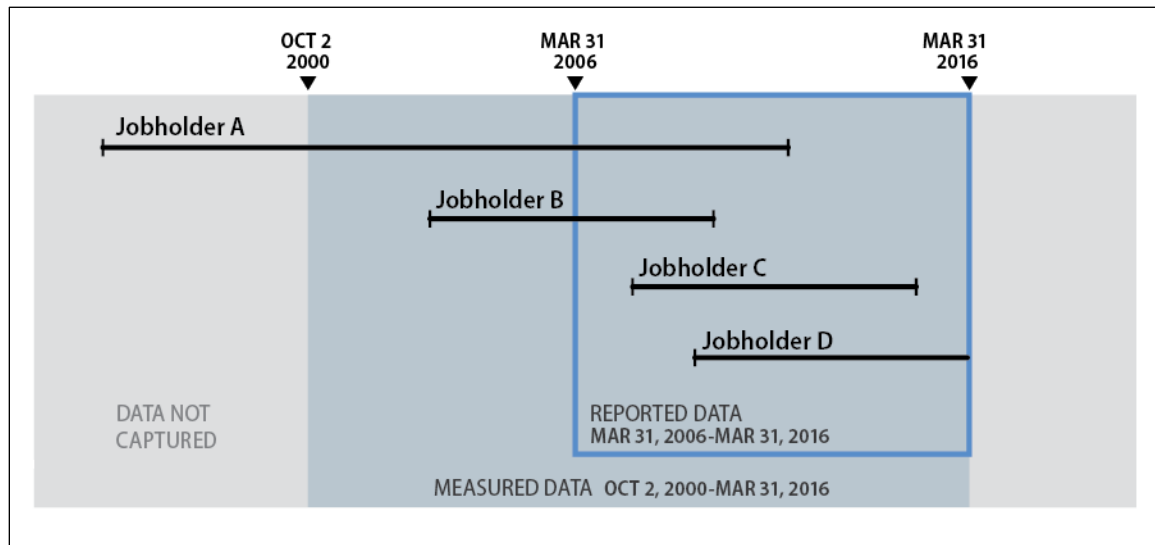 OCT 2
2000
MAR 31
2006
MAR 31
2016
Jobholder A
Jobholder B
Jobholder C
Jobholder D
DATA NOT
CAPTURED
REPORTED DATA
MAR 31, 2006-MAR 31, 2016
MEASURED DATA OCT 2, 2000-MAR 31, 2016